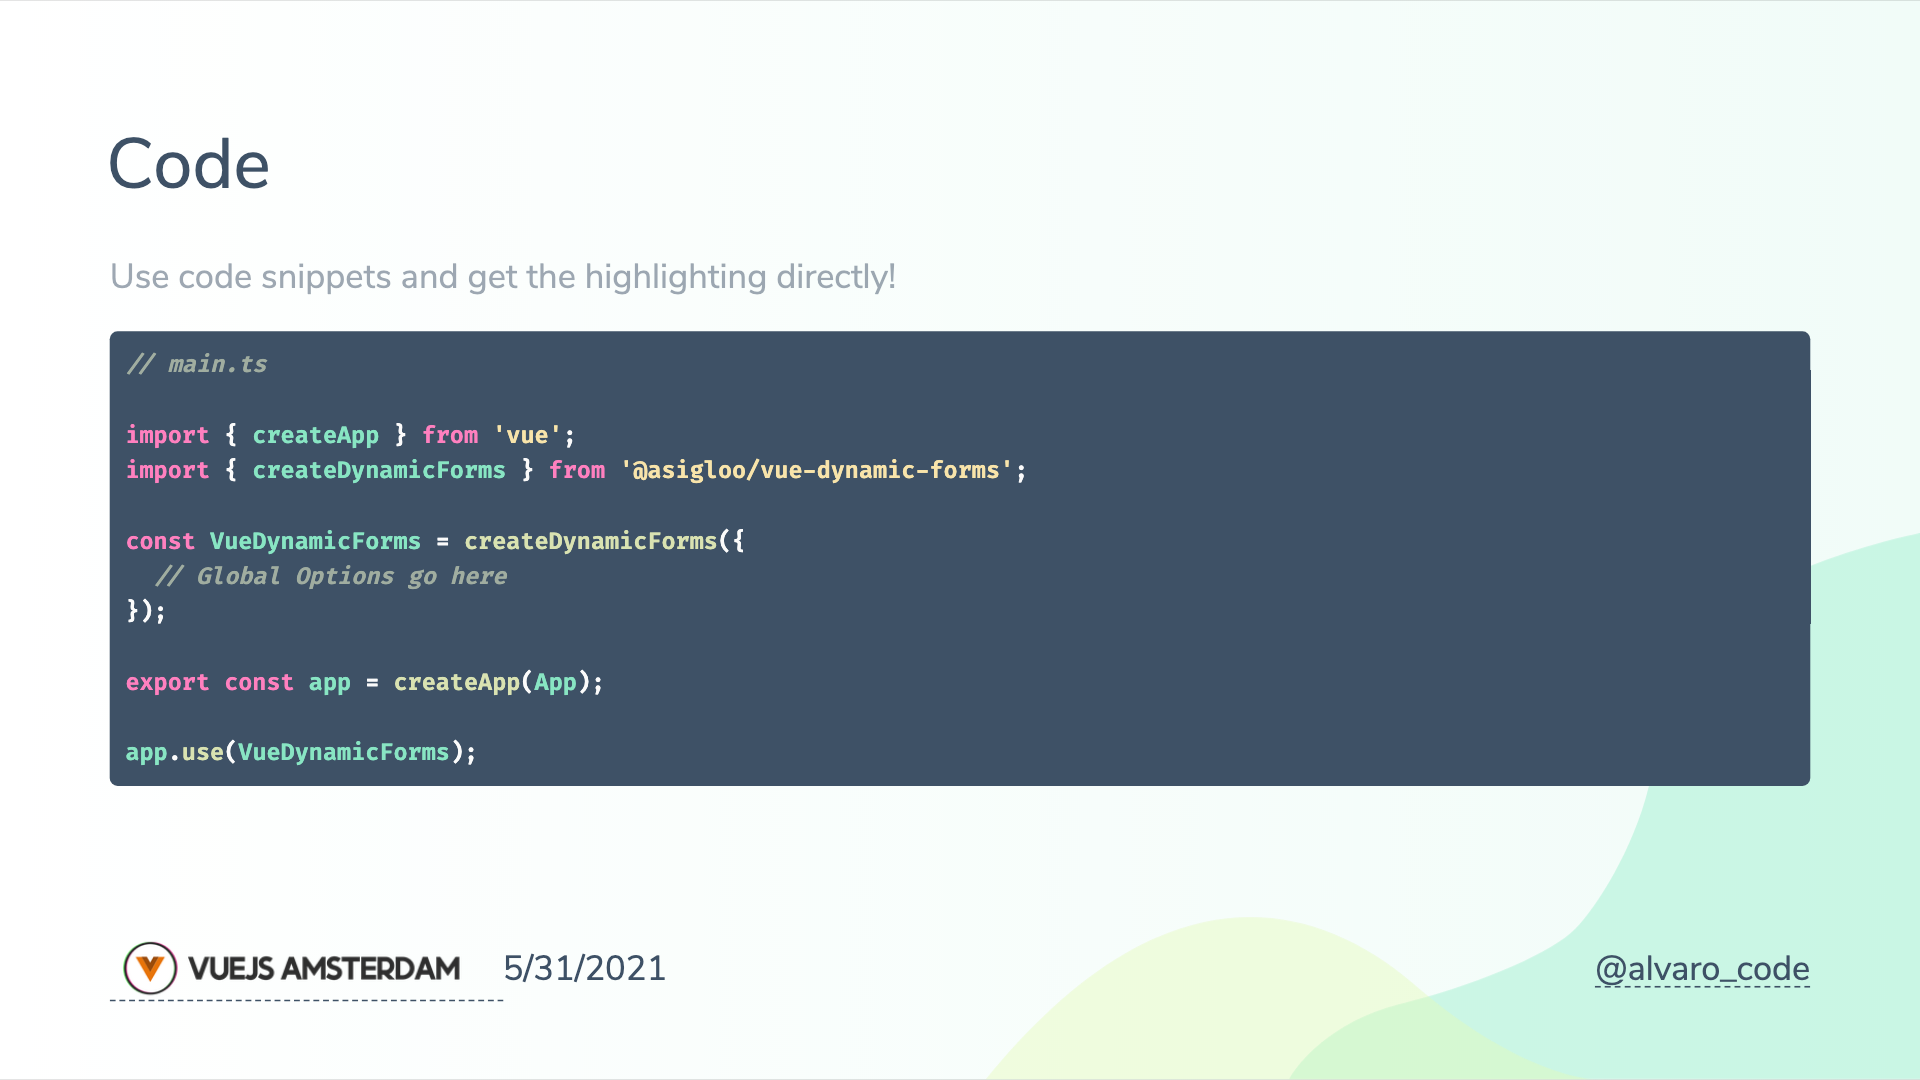 Code
Use code snippets and get the highlighting directly!
// main.ts
import { createApp } from 'vue';
import { createDynamicForms } from '@asigloo/vue-dynamic-forms';
const VueDynamicForms = createDynamicForms({
  // Global Options go here
});
export const app = createApp(App);
app.use(VueDynamicForms);
VUEJS AMSTERDAM 5/31/2021 @alvaro_code